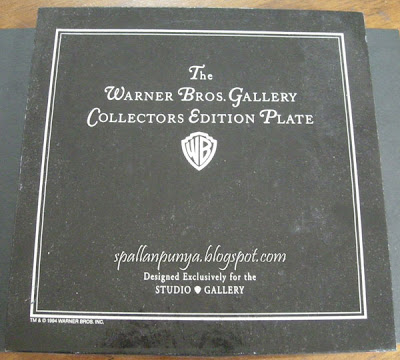 The
Warner Bros. Gallery
Collectors Edition Plate
WB
spallanpunya.blogspot.com
Designed Exclusively for the
STUDIO GALLERY
TM & © 1994 WARNER BROS. INC.